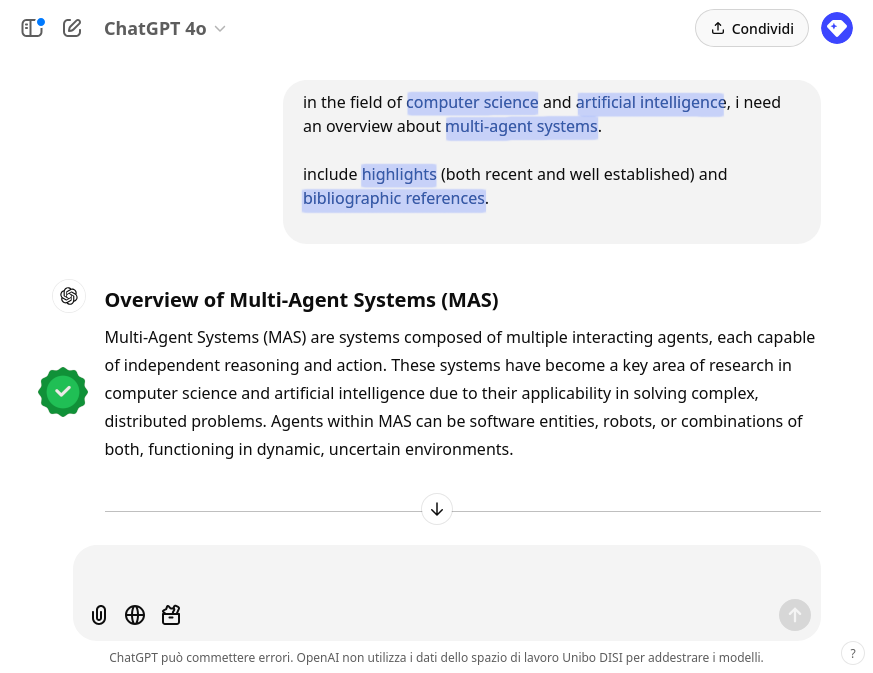 ChatGPT 4o
Condividi
in the field of computer science and artificial intelligence, i need
an overview about multi-agent systems.
include highlights (both recent and well established) and
bibliographic references.
Overview of Multi-Agent Systems (MAS)
Multi-Agent Systems (MAS) are systems composed of multiple interacting agents, each capable
of independent reasoning and action. These systems have become a key area of research in
computer science and artificial intelligence due to their applicability in solving complex,
distributed problems. Agents within MAS can be software entities, robots, or combinations of
both, functioning in dynamic, uncertain environments.
ChatGPT può commettere errori. OpenAI non utilizza i dati dello spazio di lavoro Unibo DISI per addestrare i modelli.
?